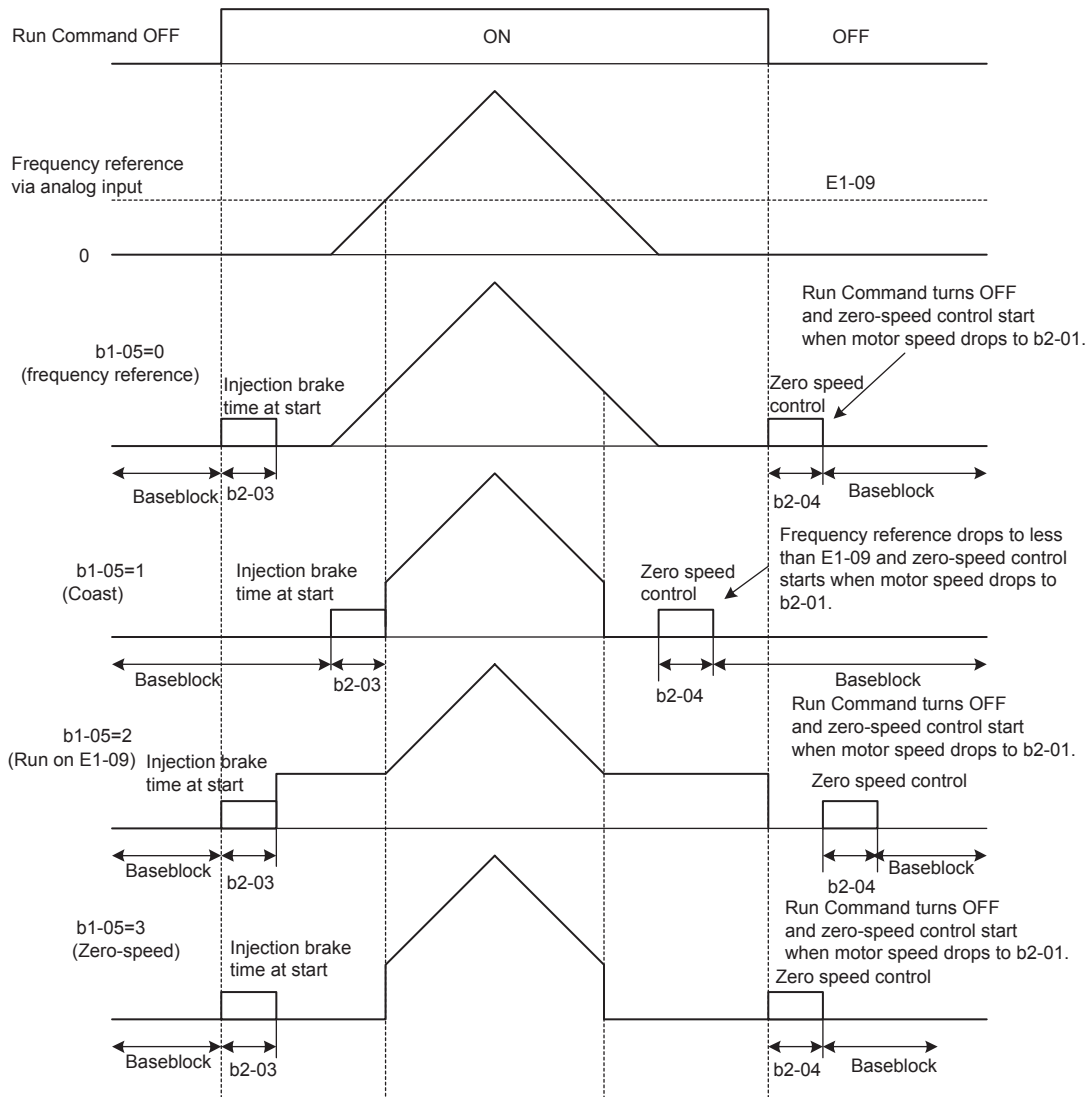 Run Command OFF
ON
OFF
Frequency reference
via analog input
E1-09
0
Run Command turns OFF
and zero-speed control start
when motor speed drops to b2-01.
b1-05=0
(frequency reference)
Injection brake
time at start
Zero speed
control
Baseblock
b2-03
b2-04
Baseblock
Frequency reference drops to less
than E1-09 and zero-speed control
starts when motor speed drops to
b2-01.
b1-05=1
(Coast)
Injection brake
time at start
Zero speed
control
Baseblock
b2-03
b2-04
Baseblock
Run Command turns OFF
and zero-speed control start
when motor speed drops to b2-01.
b1-05=2
(Run on E1-09)
Injection brake
time at start
Zero speed control
Baseblock
b2-03
b2-04
Baseblock
Run Command turns OFF
and zero-speed control start
when motor speed drops to b2-01.
b1-05=3
(Zero-speed)
Injection brake
time at start
Zero speed control
Baseblock
b2-03
b2-04
Baseblock